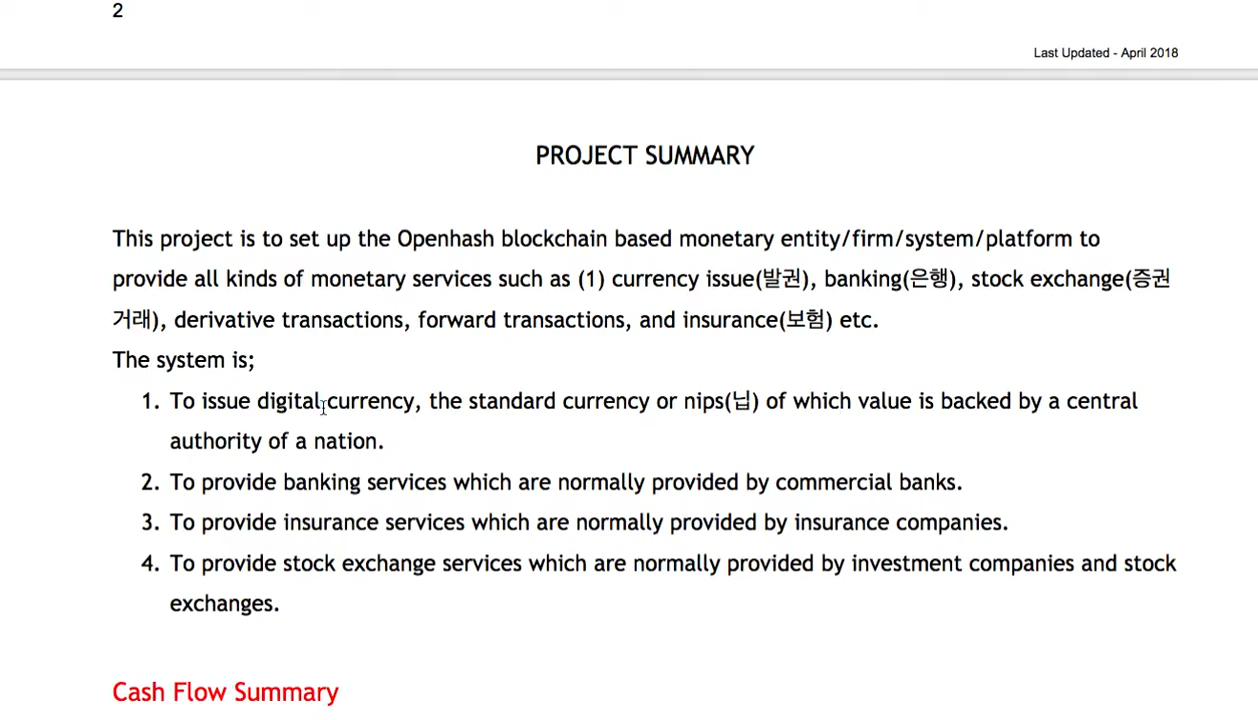 2
Last Updated - April 2018
PROJECT SUMMARY
This project is to set up the Openhash blockchain based monetary entity/firm/system/platform to
provide all kinds of monetary services such as (1) currency issue(발권), banking(은행), stock exchange(증권
거래), derivative transactions, forward transactions, and insurance(보험) etc.
The system is;
1. To issue digital currency, the standard currency or nips(닙) of which value is backed by a central
authority of a nation.
2. To provide banking services which are normally provided by commercial banks.
3. To provide insurance services which are normally provided by insurance companies.
4. To provide stock exchange services which are normally provided by investment companies and stock
exchanges.
Cash Flow Summary